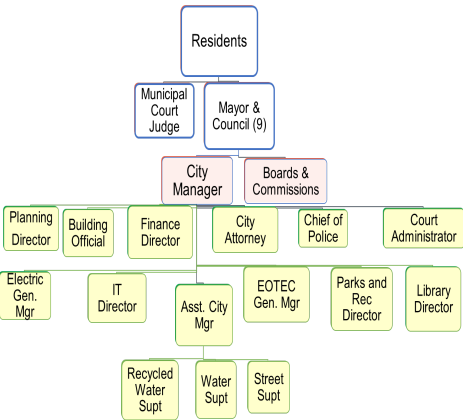 Residents
Municipal
Court
Judge
Mayor &
Council (9)
City
Manager
Boards &
Commissions
Planning
Director
Building
Official
Finance
Director
City
Attorney
Chief of
Police
Court
Administrator
Electric
Gen.
Mgr
IT
Director
Asst. City
Mgr
EOTEC
Gen. Mgr
Parks and
Rec
Director
Library
Director
Recycled
Water
Supt
Water
Supt
Street
Supt